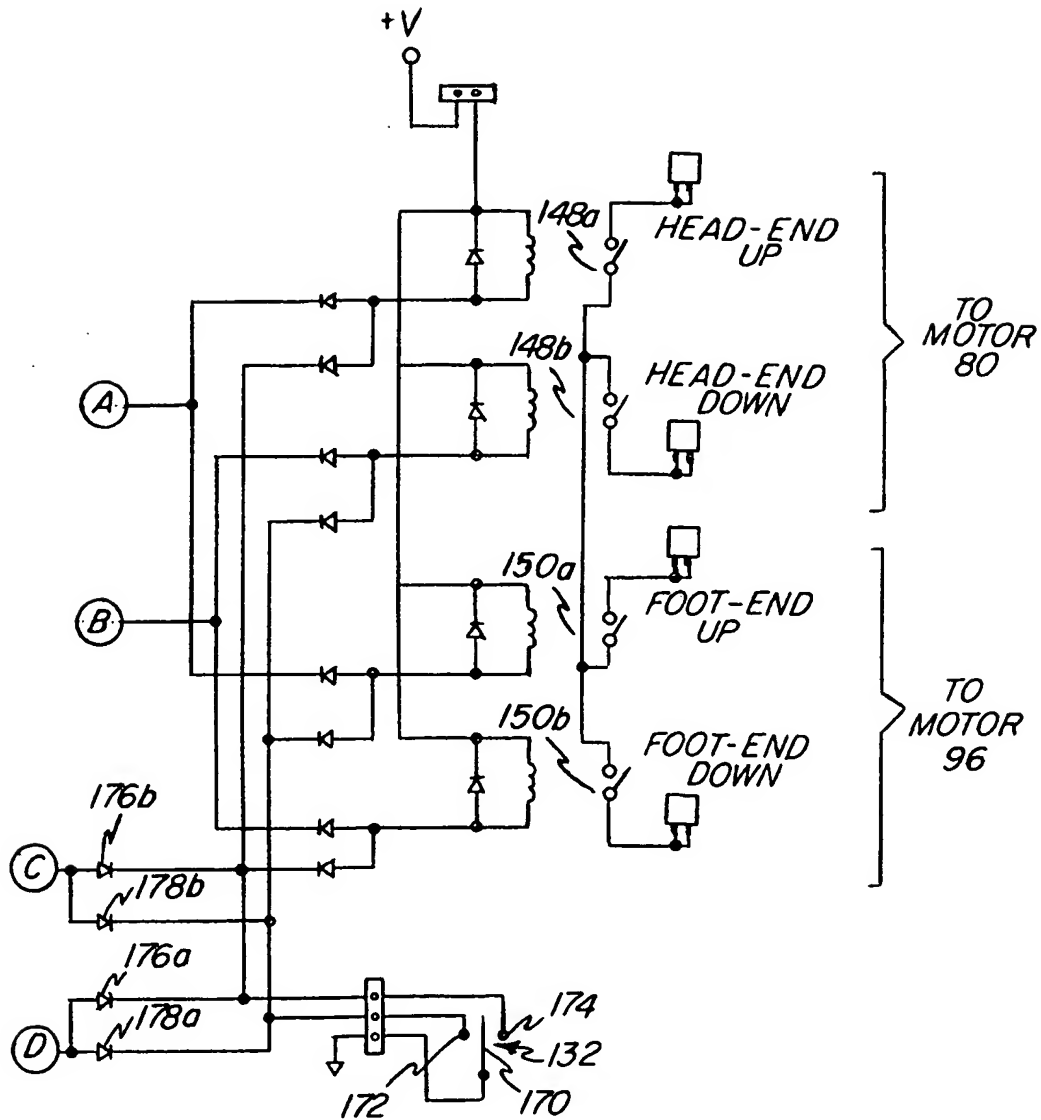 +V
148a
HEAD-END
UP
TO
MOTOR
80
148b
HEAD-END
DOWN
A
150a
FOOT-END
UP
B
TO
MOTOR
96
150b
FOOT-END
DOWN
176b
C
178b
176a
178a
D
174
132
172
170